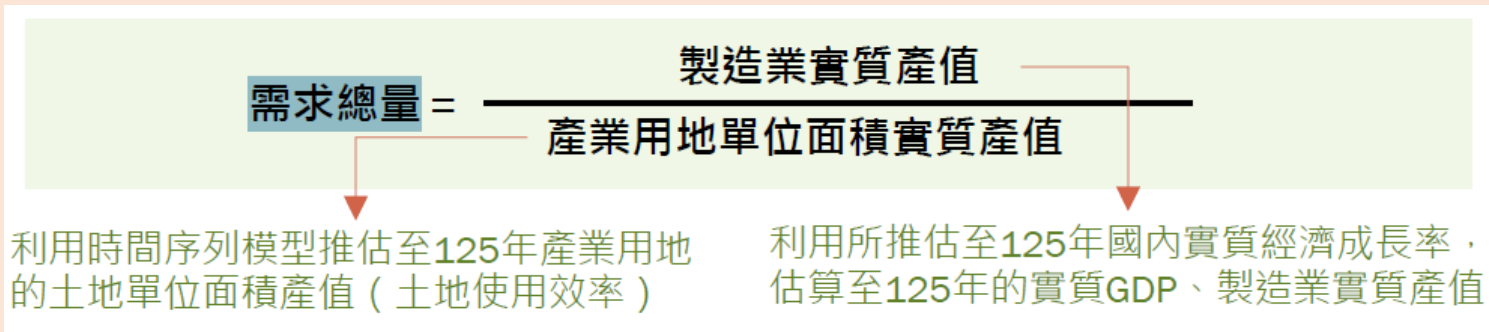 製造業實質產值
需求總量 =
產業用地單位面積實質產值
利用時間序列模型推估至125年產業用地
的土地單位面積產值（土地使用效率）
利用所推估至125年國內實質經濟成長率，
估算至125年的實質GDP、製造業實質產值